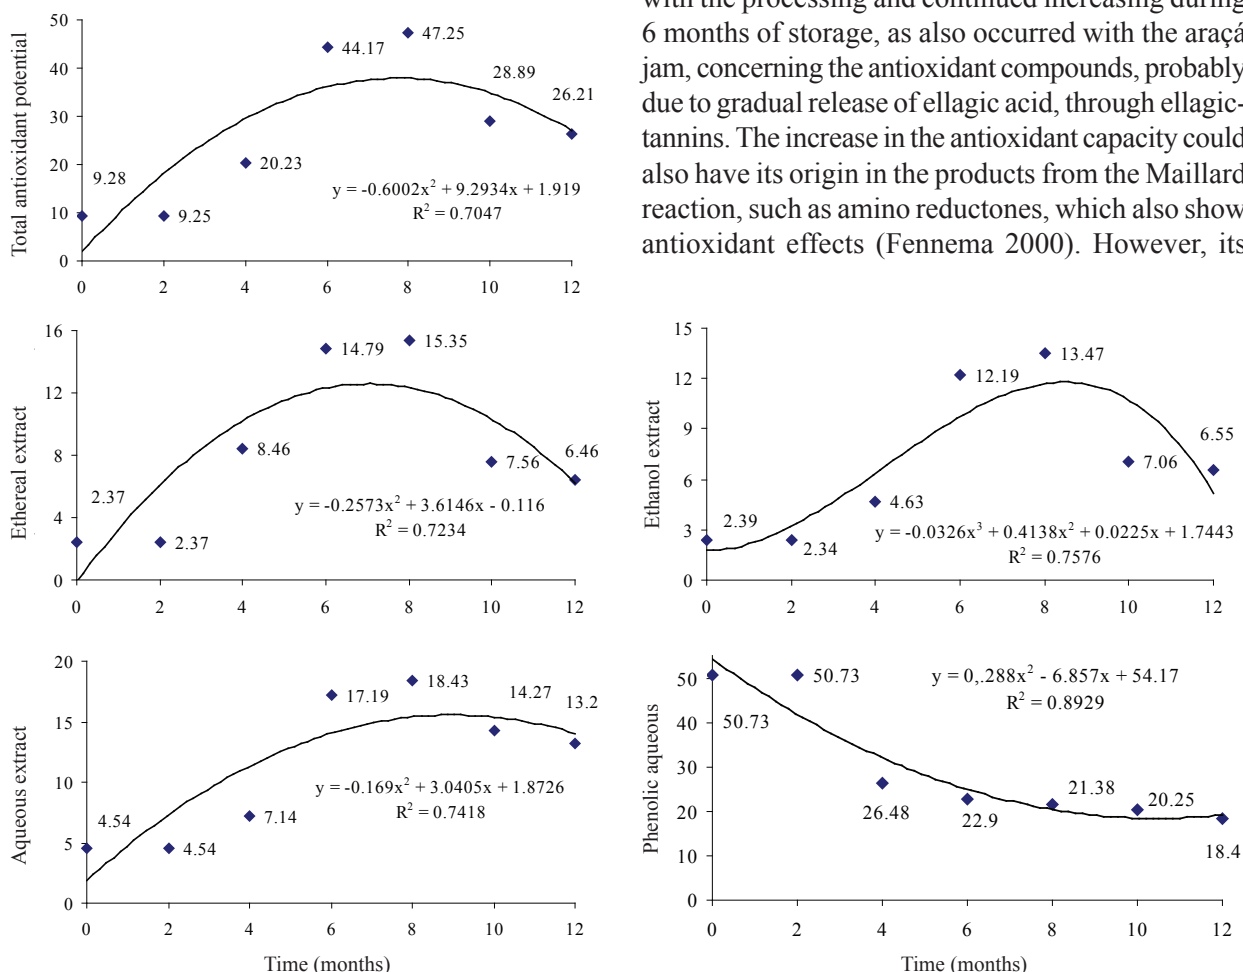 with the processing and continued increasing during
6 months of storage, as also occurred with the araçá
jam, concerning the antioxidant compounds, probably
due to gradual release of ellagic acid, through ellagic-
tannins. The increase in the antioxidant capacity could
also have its origin in the products from the Maillard
reaction, such as amino reductones, which also show
antioxidant effects (Fennema 2000). However, its
Total antioxidant potential
50
40
30
20
10
0
9.28
9.25
20.23
44.17
47.25
28.89
26.21
y = -0.6002x² + 9.2934x + 1.919
R² = 0.7047
0 2 4 6 8 10 12
Ethereal extract
16
12
8
4
0
2.37
2.37
8.46
14.79
15.35
7.56
6.46
y = -0.2573x² + 3.6146x - 0.116
R² = 0.7234
0 2 4 6 8 10 12
Ethanol extract
15
12
9
6
3
0
2.39
2.34
4.63
12.19
13.47
7.06
6.55
y = -0.0326x³ + 0.4138x² + 0.0225x + 1.7443
R² = 0.7576
0 2 4 6 8 10 12
Aqueous extract
20
15
10
5
0
4.54
4.54
7.14
17.19
18.43
14.27
13.2
y = -0.169x² + 3.0405x + 1.8726
R² = 0.7418
0 2 4 6 8 10 12
Time (months)
Phenolic aqueous
50
40
30
20
10
0
50.73
50.73
26.48
22.9
21.38
20.25
18.4
y = 0,.288x² - 6.857x + 54.17
R² = 0.8929
0 2 4 6 8 10 12
Time (months)